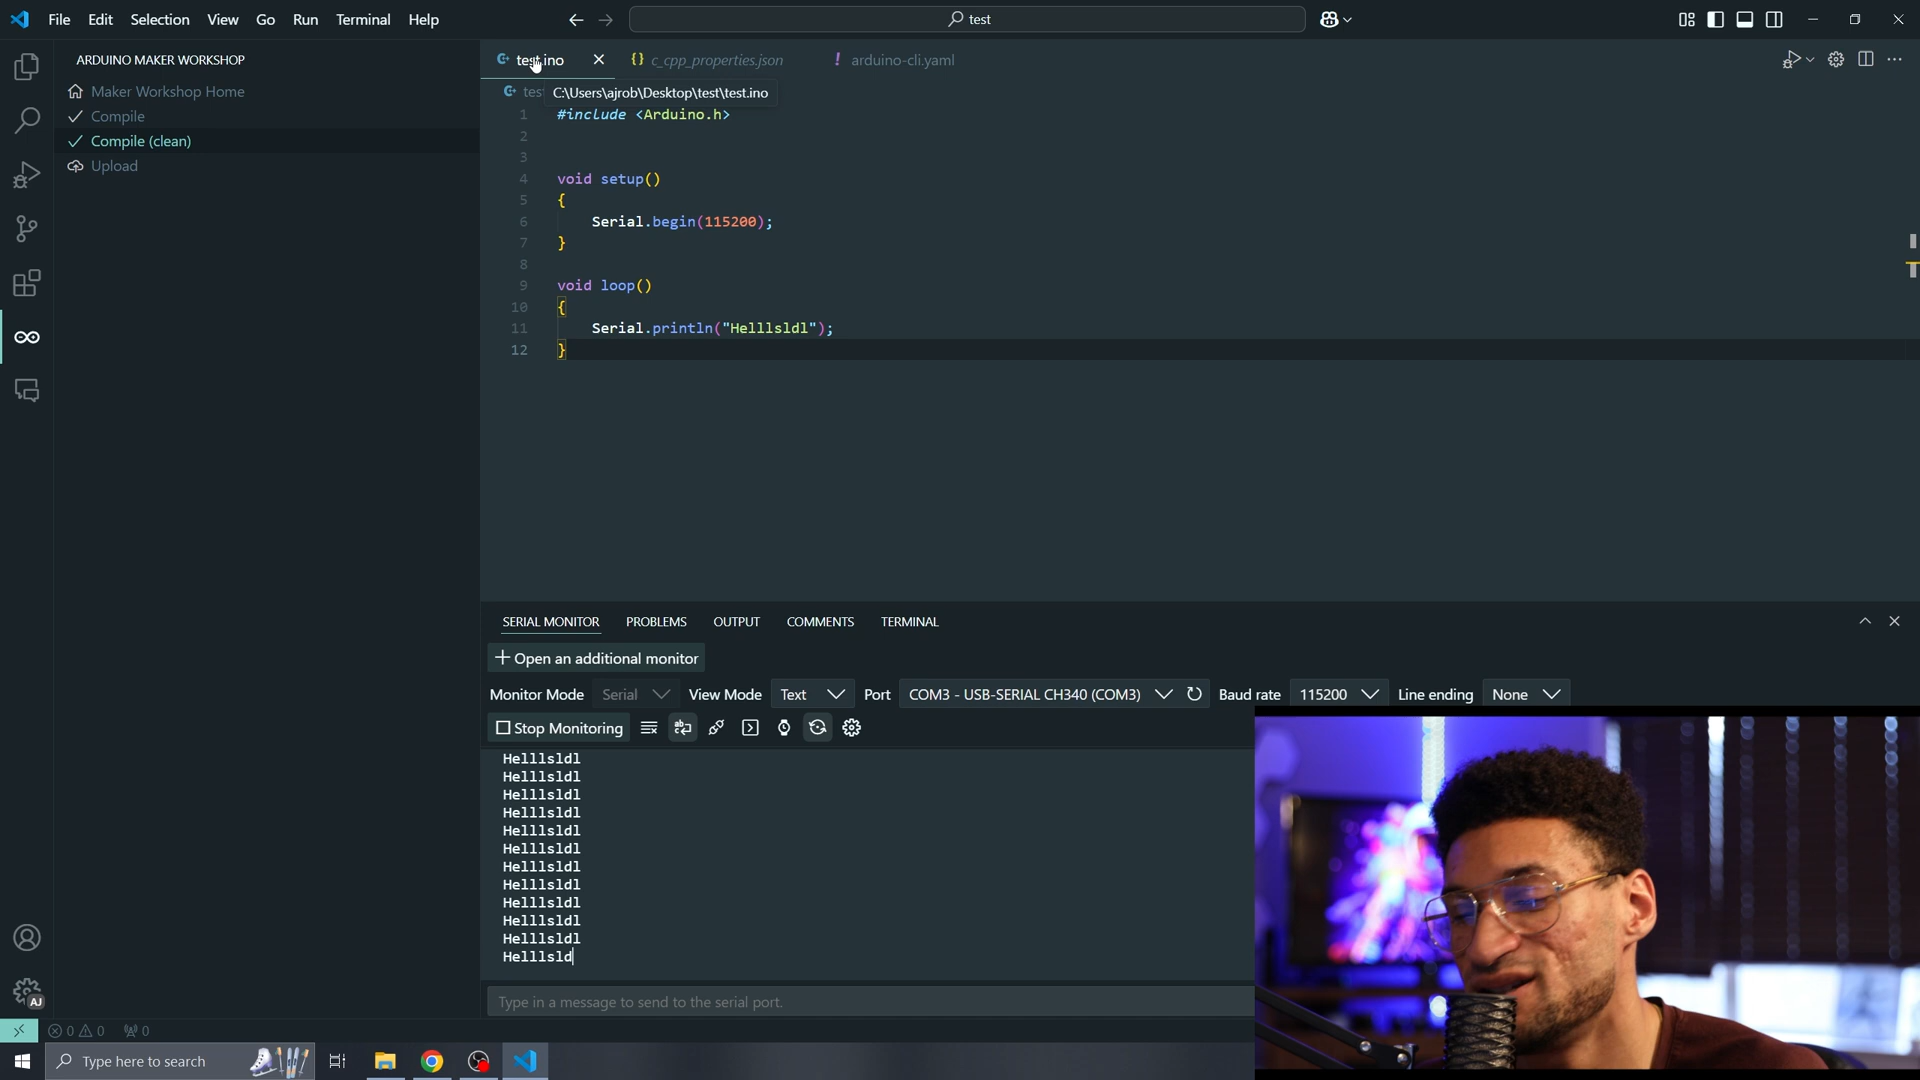 File Edit Selection View Go Run Terminal Help
test
ARDUINO MAKER WORKSHOP
Maker Workshop Home
Compile
Compile (clean)
Upload
test.ino
c_cpp_properties.json
! arduino-cli.yaml
test
C:\Users\ajrob\Desktop\test\test.ino
1 #include <Arduino.h>
2
3
4 void setup()
5 {
6 Serial.begin(115200);
7 }
8
9 void loop()
10 {
11 Serial.println("Helllsldl");
12 }
SERIAL MONITOR PROBLEMS OUTPUT COMMENTS TERMINAL
+ Open an additional monitor
Monitor Mode Serial View Mode Text Port COM3 - USB-SERIAL CH340 (COM3) Baud rate 115200 Line ending None
Stop Monitoring
Helllsldl
Helllsldl
Helllsldl
Helllsldl
Helllsldl
Helllsldl
Helllsldl
Helllsldl
Helllsldl
Helllsldl
Helllsldl
Helllsld
Type in a message to send to the serial port.
AJ
0 0 0
Type here to search